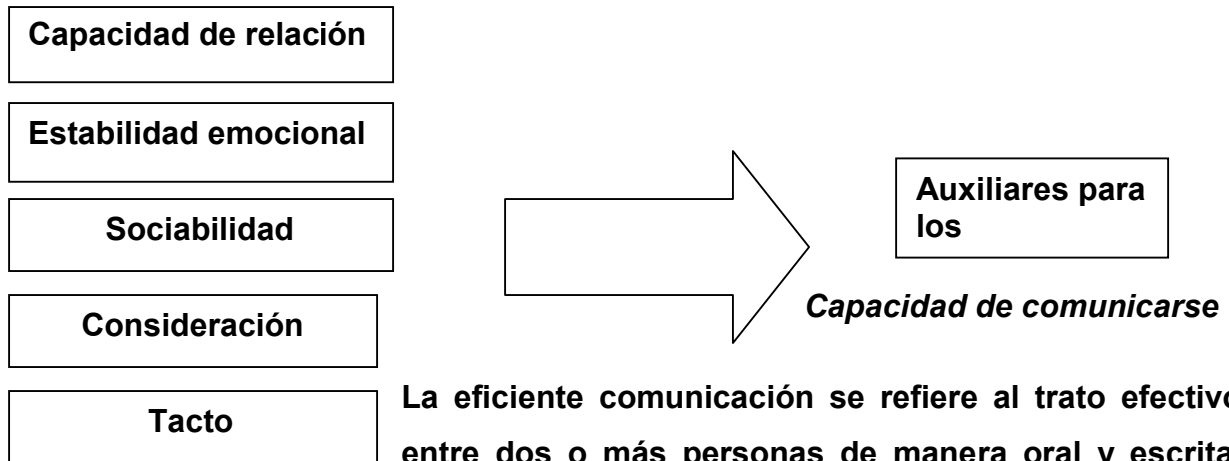 Capacidad de relación
Estabilidad emocional
Sociabilidad
Consideración
Tacto
Auxiliares para
los
Capacidad de comunicarse
La eficiente comunicación se refiere al trato efectivo
entre dos o más personas de manera oral y escrita